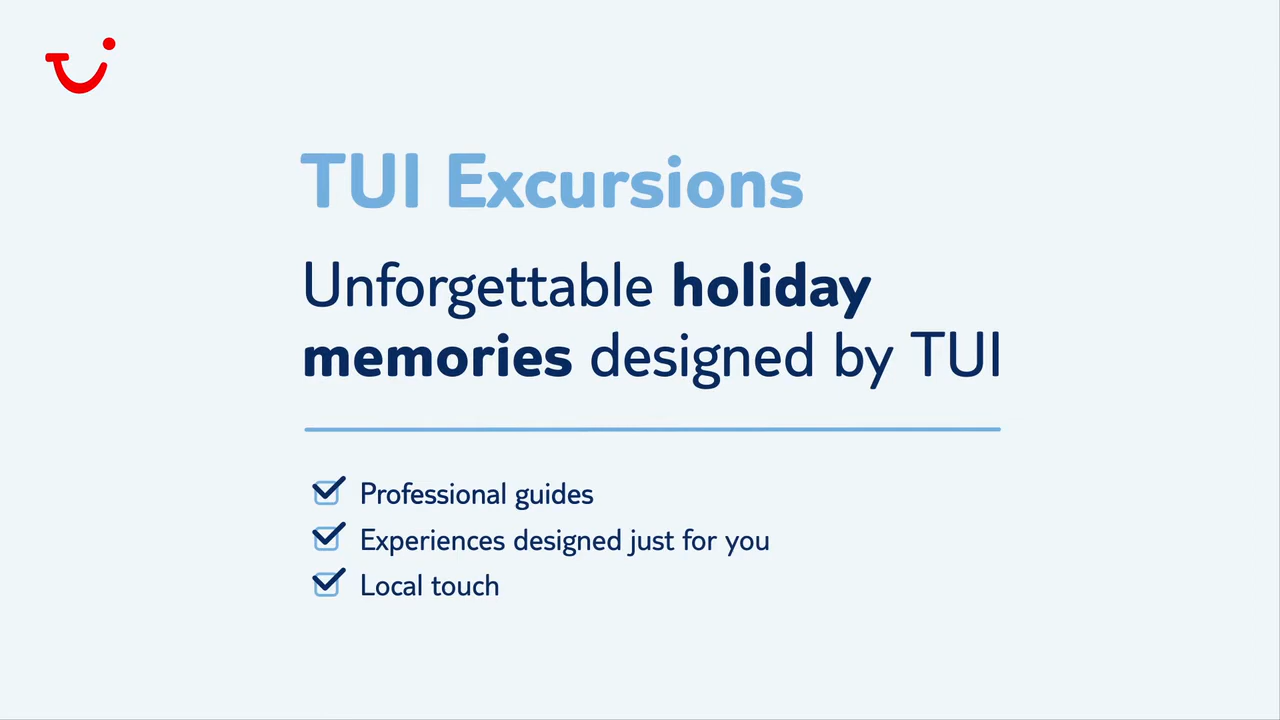 TUI Excursions
Unforgettable holiday
memories designed by TUI
Professional guides
Experiences designed just for you
Local touch